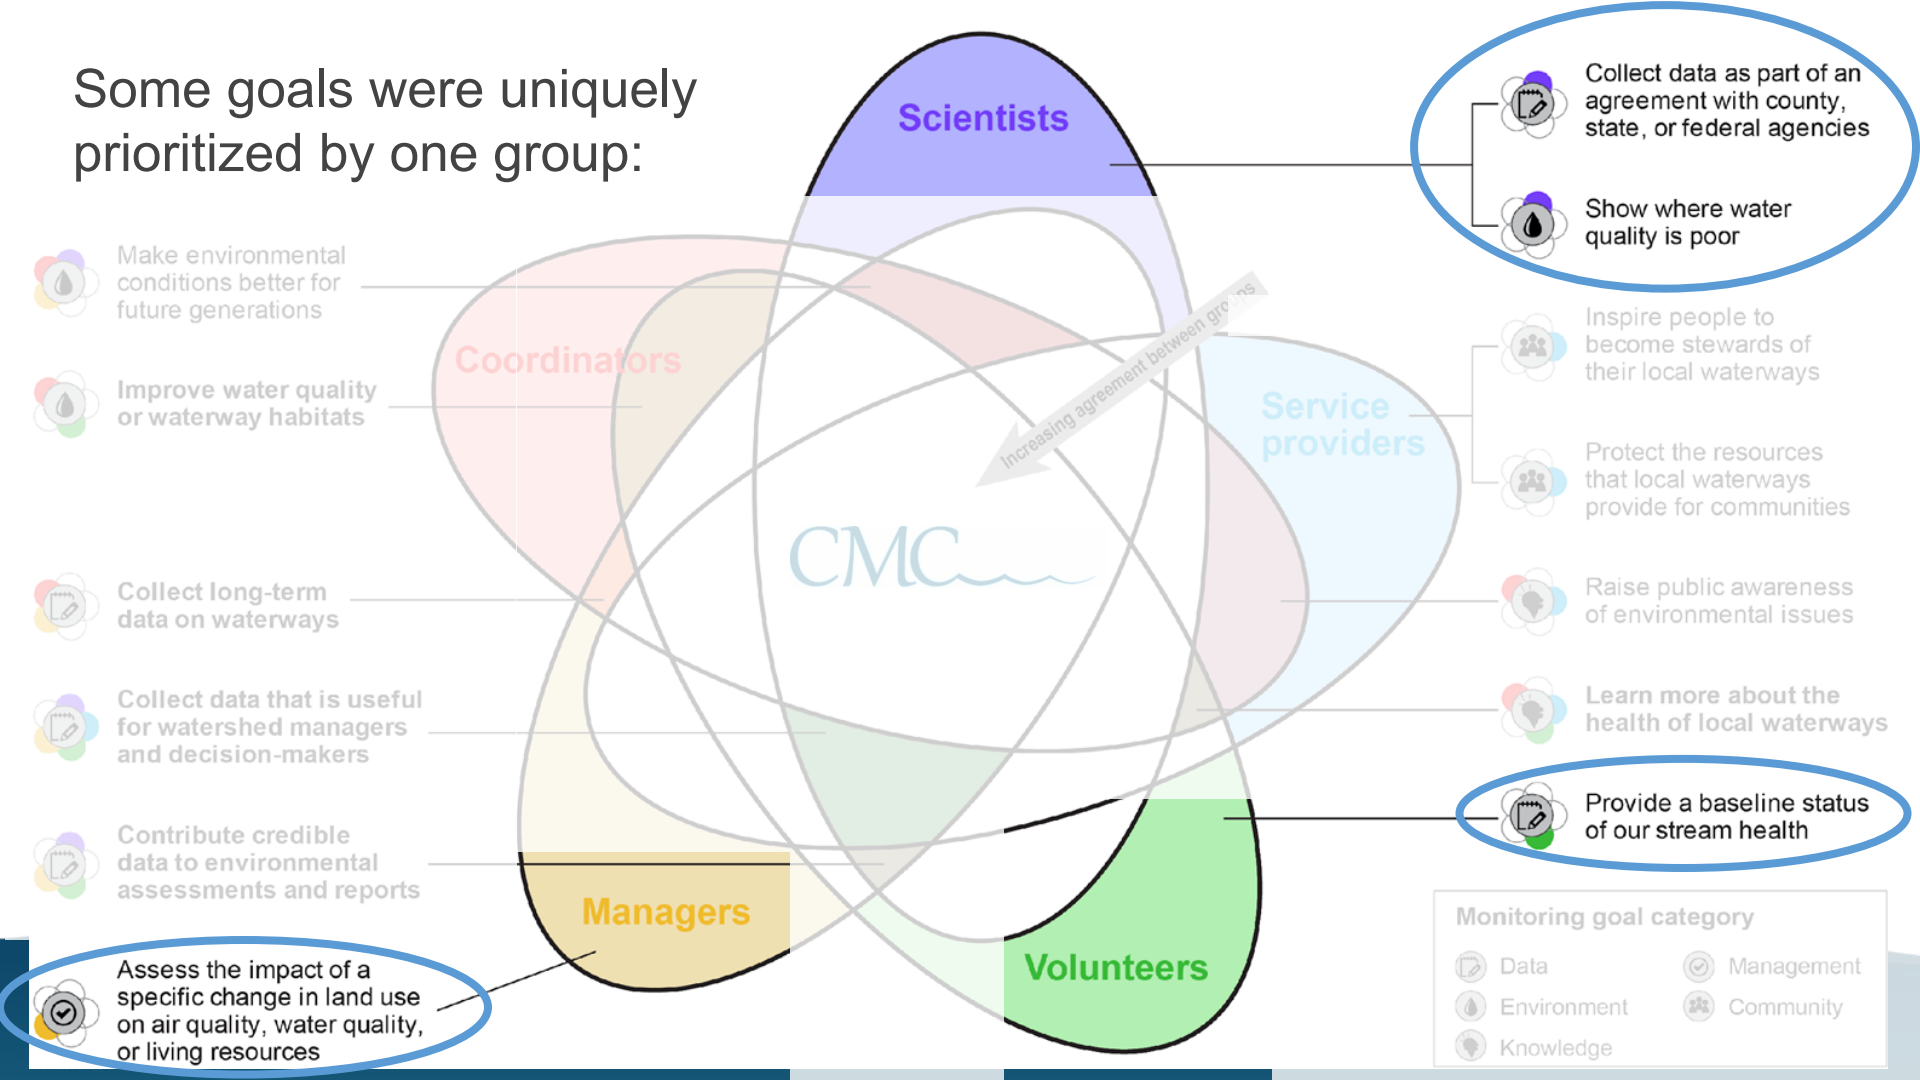 Some goals were uniquely
prioritized by one group:
Scientists
Collect data as part of an
agreement with county,
state, or federal agencies
Show where water
quality is poor
Make environmental
conditions better for
future generations
Improve water quality
or waterway habitats
Coordinators
Increasing agreement between groups
Service
providers
Inspire people to
become stewards of
their local waterways
Protect the resources
that local waterways
provide for communities
CMC
Collect long-term
data on waterways
Raise public awareness
of environmental issues
Collect data that is useful
for watershed managers
and decision-makers
Learn more about the
health of local waterways
Contribute credible
data to environmental
assessments and reports
Provide a baseline status
of our stream health
Managers
Volunteers
Assess the impact of a
specific change in land use
on air quality, water quality,
or living resources
Monitoring goal category
Data
Management
Environment
Community
Knowledge